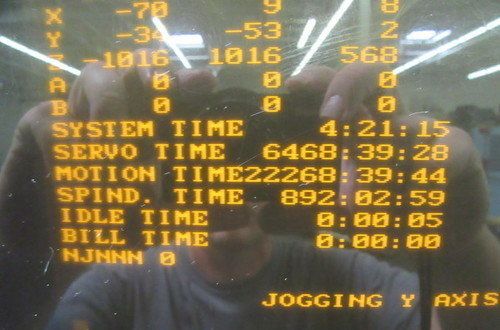 X -70 9 8
Y -34 -53 2
Z -1016 1016 568
A 0 0 0
B 0 0 0
SYSTEM TIME 4:21:15
SERVO TIME 6468:39:28
MOTION TIME22268:39:44
SPIND. TIME 892:02:59
IDLE TIME 0:00:05
BILL TIME 0:00:00
NJNNN 0
JOGGING Y AXIS